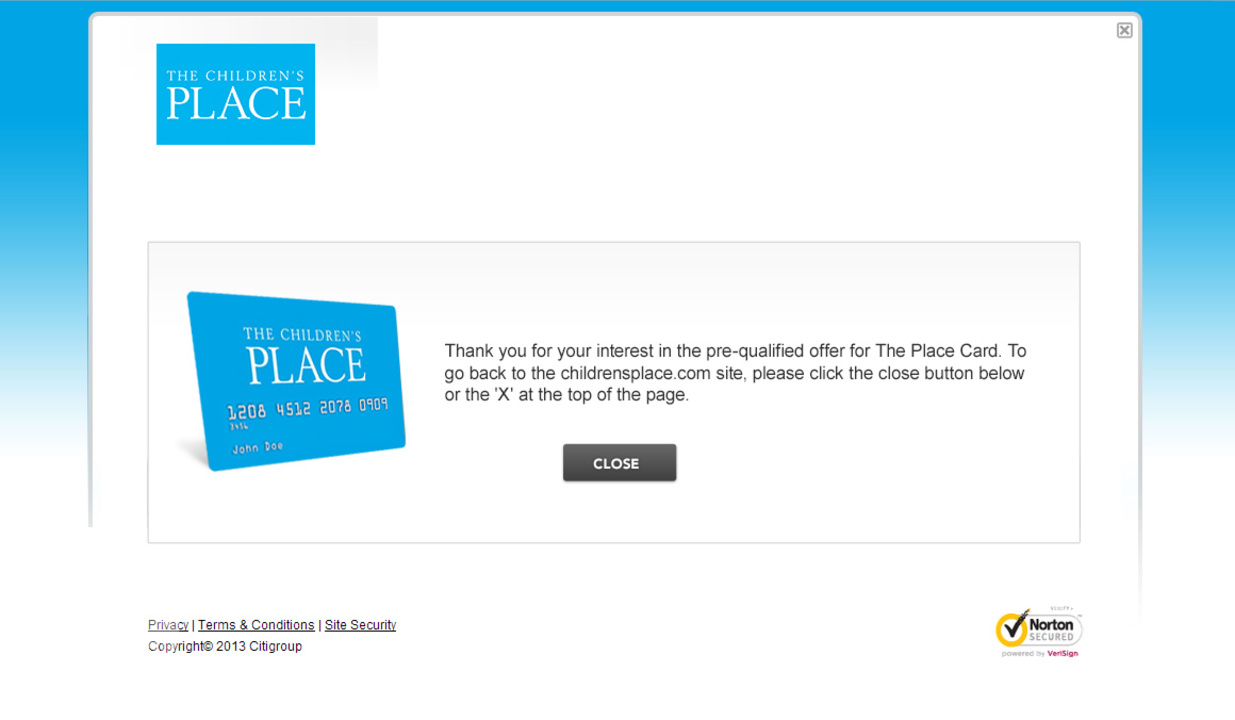 THE CHILDREN'S
PLACE
THE CHILDREN'S
PLACE
1208 4512 2078 0909
John Doe
Thank you for your interest in the pre-qualified offer for The Place Card. To
go back to the childrensplace.com site, please click the close button below
or the 'X' at the top of the page.
CLOSE
Privacy | Terms & Conditions | Site Security
Copyright© 2013 Citigroup
Norton
SECURED
powered by VeriSign